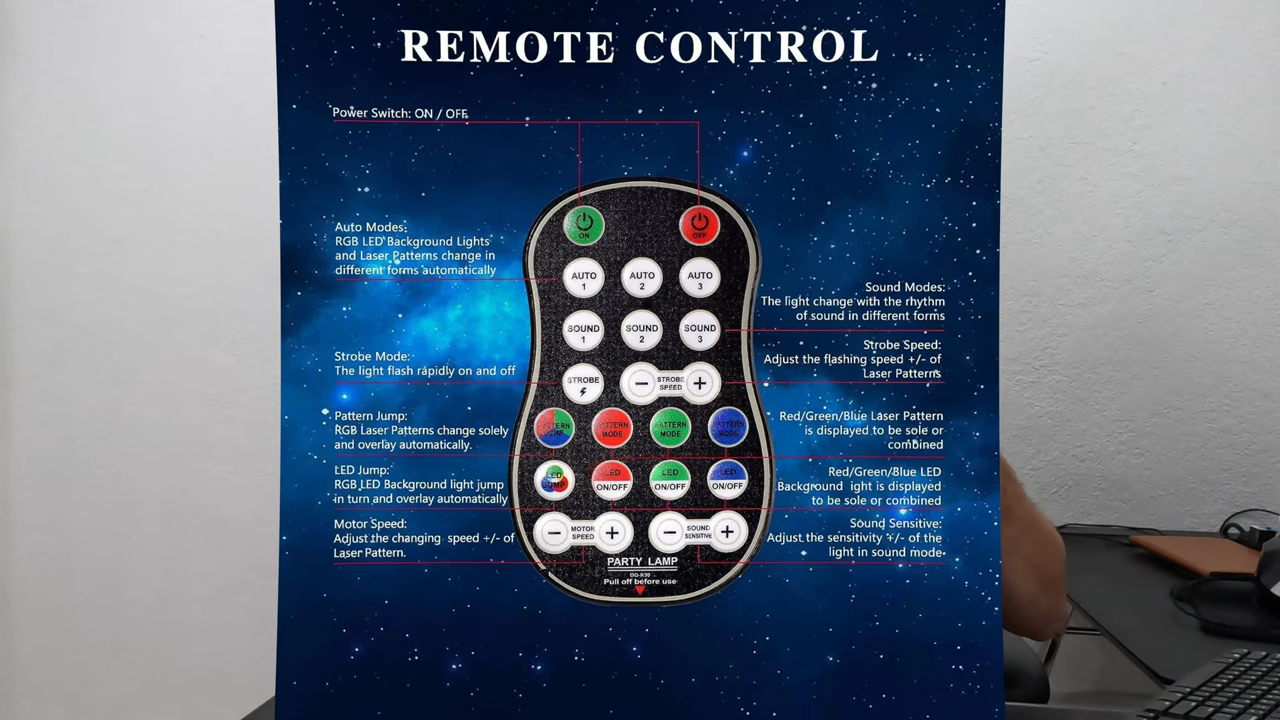 REMOTE CONTROL
Power Switch: ON / OFF
Auto Modes:
RGB LED Background Lights
and Laser Patterns change in
different forms automatically
Strobe Mode:
The light flash rapidly on and off
Pattern Jump:
RGB Laser Patterns change solely
and overlay automatically.
LED Jump:
RGB LED Background light jump
in turn and overlay automatically
Motor Speed:
Adjust the changing speed +/- of
Laser Pattern.
ON
OFF
AUTO 1
AUTO 2
AUTO 3
SOUND 1
SOUND 2
SOUND 3
STROBE
− STROBE SPEED +
PATTERN JUMP
PATTERN MODE
PATTERN MODE
PATTERN MODE
LED JUMP
LED ON/OFF
LED ON/OFF
LED ON/OFF
− MOTOR SPEED +
− SOUND SENSITIVE +
PARTY LAMP
Pull off before use
Sound Modes:
The light change with the rhythm
of sound in different forms
Strobe Speed:
Adjust the flashing speed +/- of
Laser Patterns
Red/Green/Blue Laser Pattern
is displayed to be sole or
combined
Red/Green/Blue LED
Background ight is displayed
to be sole or combined
Sound Sensitive:
Adjust the sensitivity +/- of the
light in sound mode